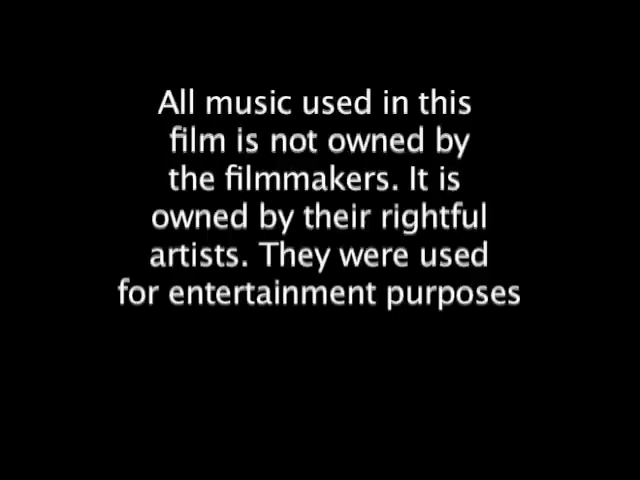 All music used in this
film is not owned by
the filmmakers. It is
owned by their rightful
artists. They were used
for entertainment purposes